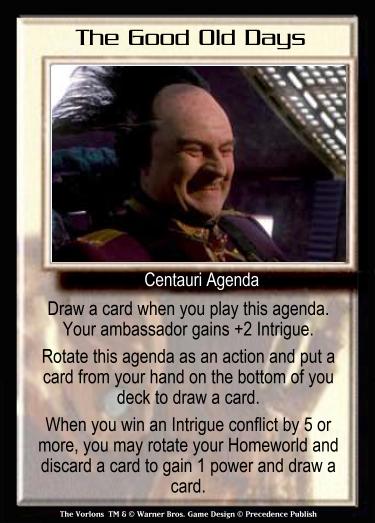 The Good Old Days
Centauri Agenda
Draw a card when you play this agenda.
Your ambassador gains +2 Intrigue.
Rotate this agenda as an action and put a
card from your hand on the bottom of you
deck to draw a card.
When you win an Intrigue conflict by 5 or
more, you may rotate your Homeworld and
discard a card to gain 1 power and draw a
card.
The Vorlons TM & © Warner Bros. Game Design © Precedence Publish